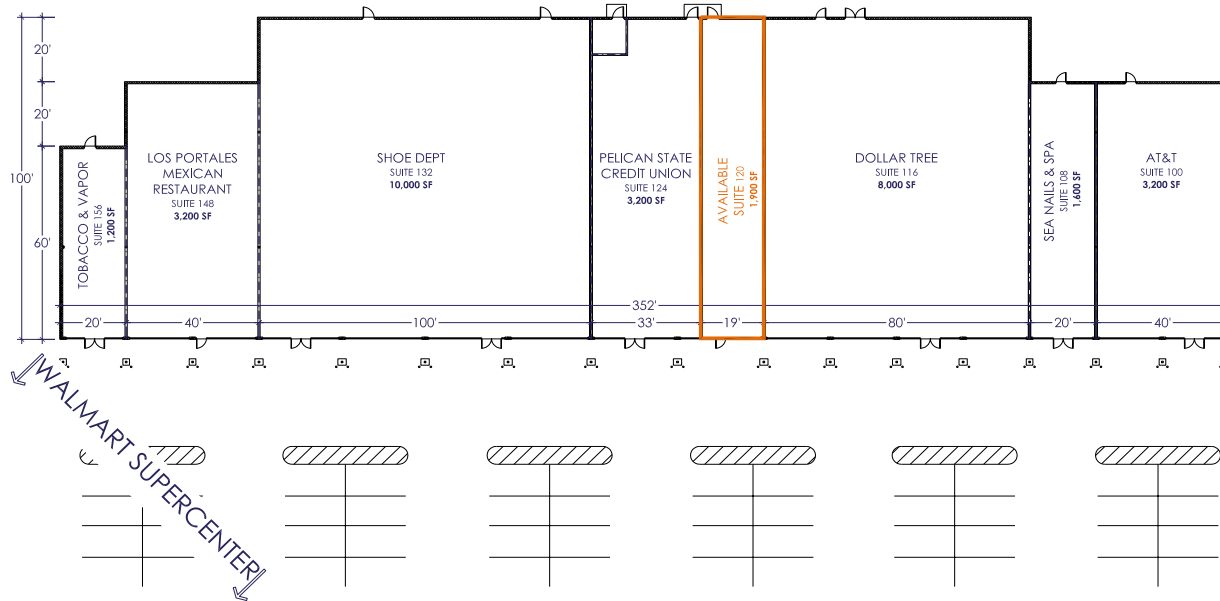 20'
20'
100'
60'
TOBACCO & VAPOR
SUITE 156
1,200 SF
LOS PORTALES
MEXICAN
RESTAURANT
SUITE 148
3,200 SF
SHOE DEPT
SUITE 132
10,000 SF
PELICAN STATE
CREDIT UNION
SUITE 124
3,200 SF
AVAILABLE
SUITE 120
1,900 SF
DOLLAR TREE
SUITE 116
8,000 SF
SEA NAILS & SPA
SUITE 108
1,600 SF
AT&T
SUITE 100
3,200 SF
352'
20'
40'
100'
33'
19'
80'
20'
40'
WALMART SUPERCENTER